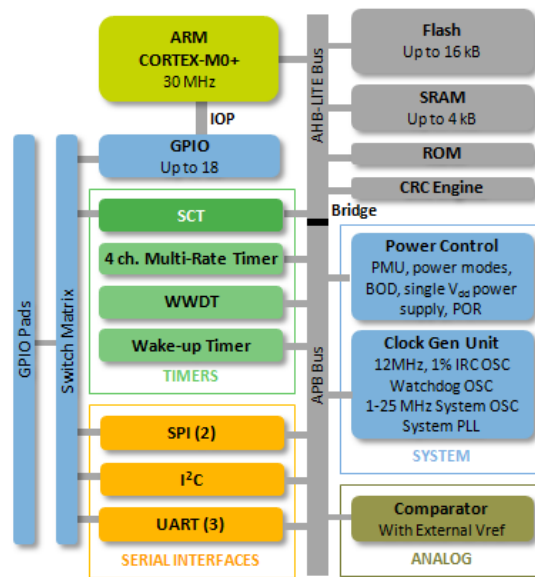 ARM
CORTEX-M0+
30 MHz
IOP
GPIO
Up to 18
GPIO Pads
Switch Matrix
SCT
4 ch. Multi-Rate Timer
WWDT
Wake-up Timer
TIMERS
SPI (2)
I²C
UART (3)
SERIAL INTERFACES
AHB-LITE Bus
Bridge
APB Bus
Flash
Up to 16 kB
SRAM
Up to 4 kB
ROM
CRC Engine
Power Control
PMU, power modes,
BOD, single Vdd power
supply, POR
Clock Gen Unit
12MHz, 1% IRC OSC
Watchdog OSC
1-25 MHz System OSC
System PLL
SYSTEM
Comparator
With External Vref
ANALOG